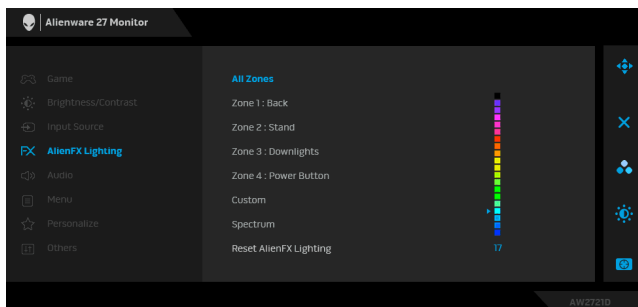 Alienware 27 Monitor
Game
Brightness/Contrast
Input Source
AlienFX Lighting
Audio
Menu
Personalize
Others
All Zones
Zone 1 : Back
Zone 2 : Stand
Zone 3 : Downlights
Zone 4 : Power Button
Custom
Spectrum
Reset AlienFX Lighting
17
AW2721D